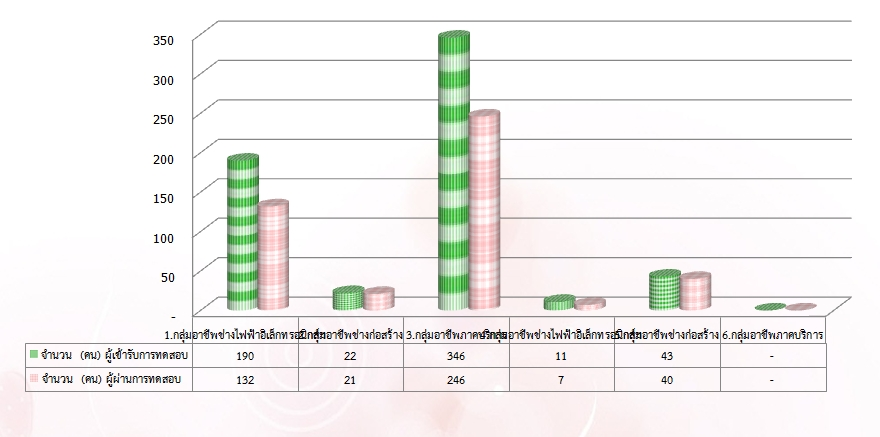 350
300
250
200
150
100
50
-
1.กลุ่มอาชีพช่างไฟฟ้าอิเล็กทรอนิกส์ฯ 2.กลุ่มอาชีพช่างก่อสร้าง 3.กลุ่มอาชีพภาคบริการ 4.กลุ่มอาชีพช่างไฟฟ้าอิเล็กทรอนิกส์ฯ 5.กลุ่มอาชีพช่างก่อสร้าง 6.กลุ่มอาชีพภาคบริการ
จำนวน (คน) ผู้เข้ารับการทดสอบ 190 22 346 11 43 -
จำนวน (คน) ผู้ผ่านการทดสอบ 132 21 246 7 40 -